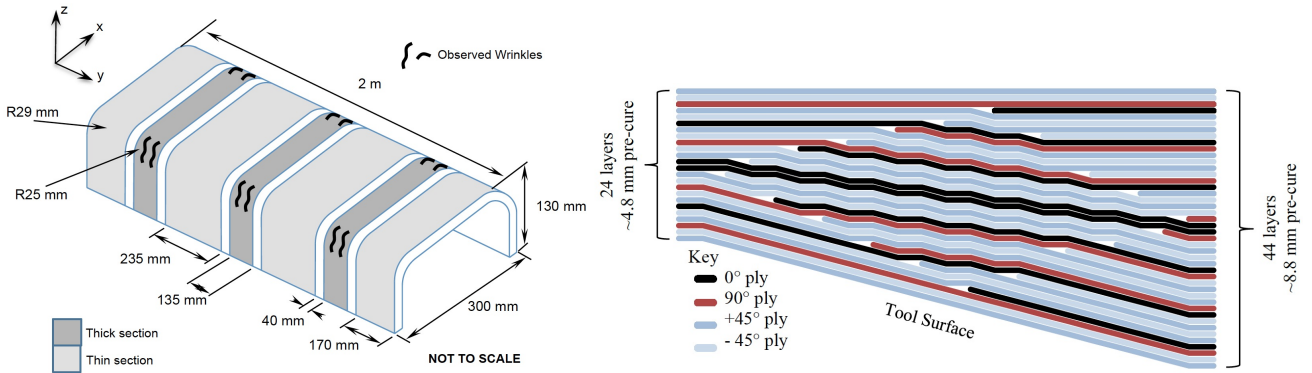 z
x
y
Observed Wrinkles
2 m
R29 mm
R25 mm
130 mm
235 mm
135 mm
40 mm
170 mm
300 mm
Thick section
Thin section
NOT TO SCALE
24 layers
~4.8 mm pre-cure
Key
0° ply
90° ply
+45° ply
- 45° ply
Tool Surface
44 layers
~8.8 mm pre-cure